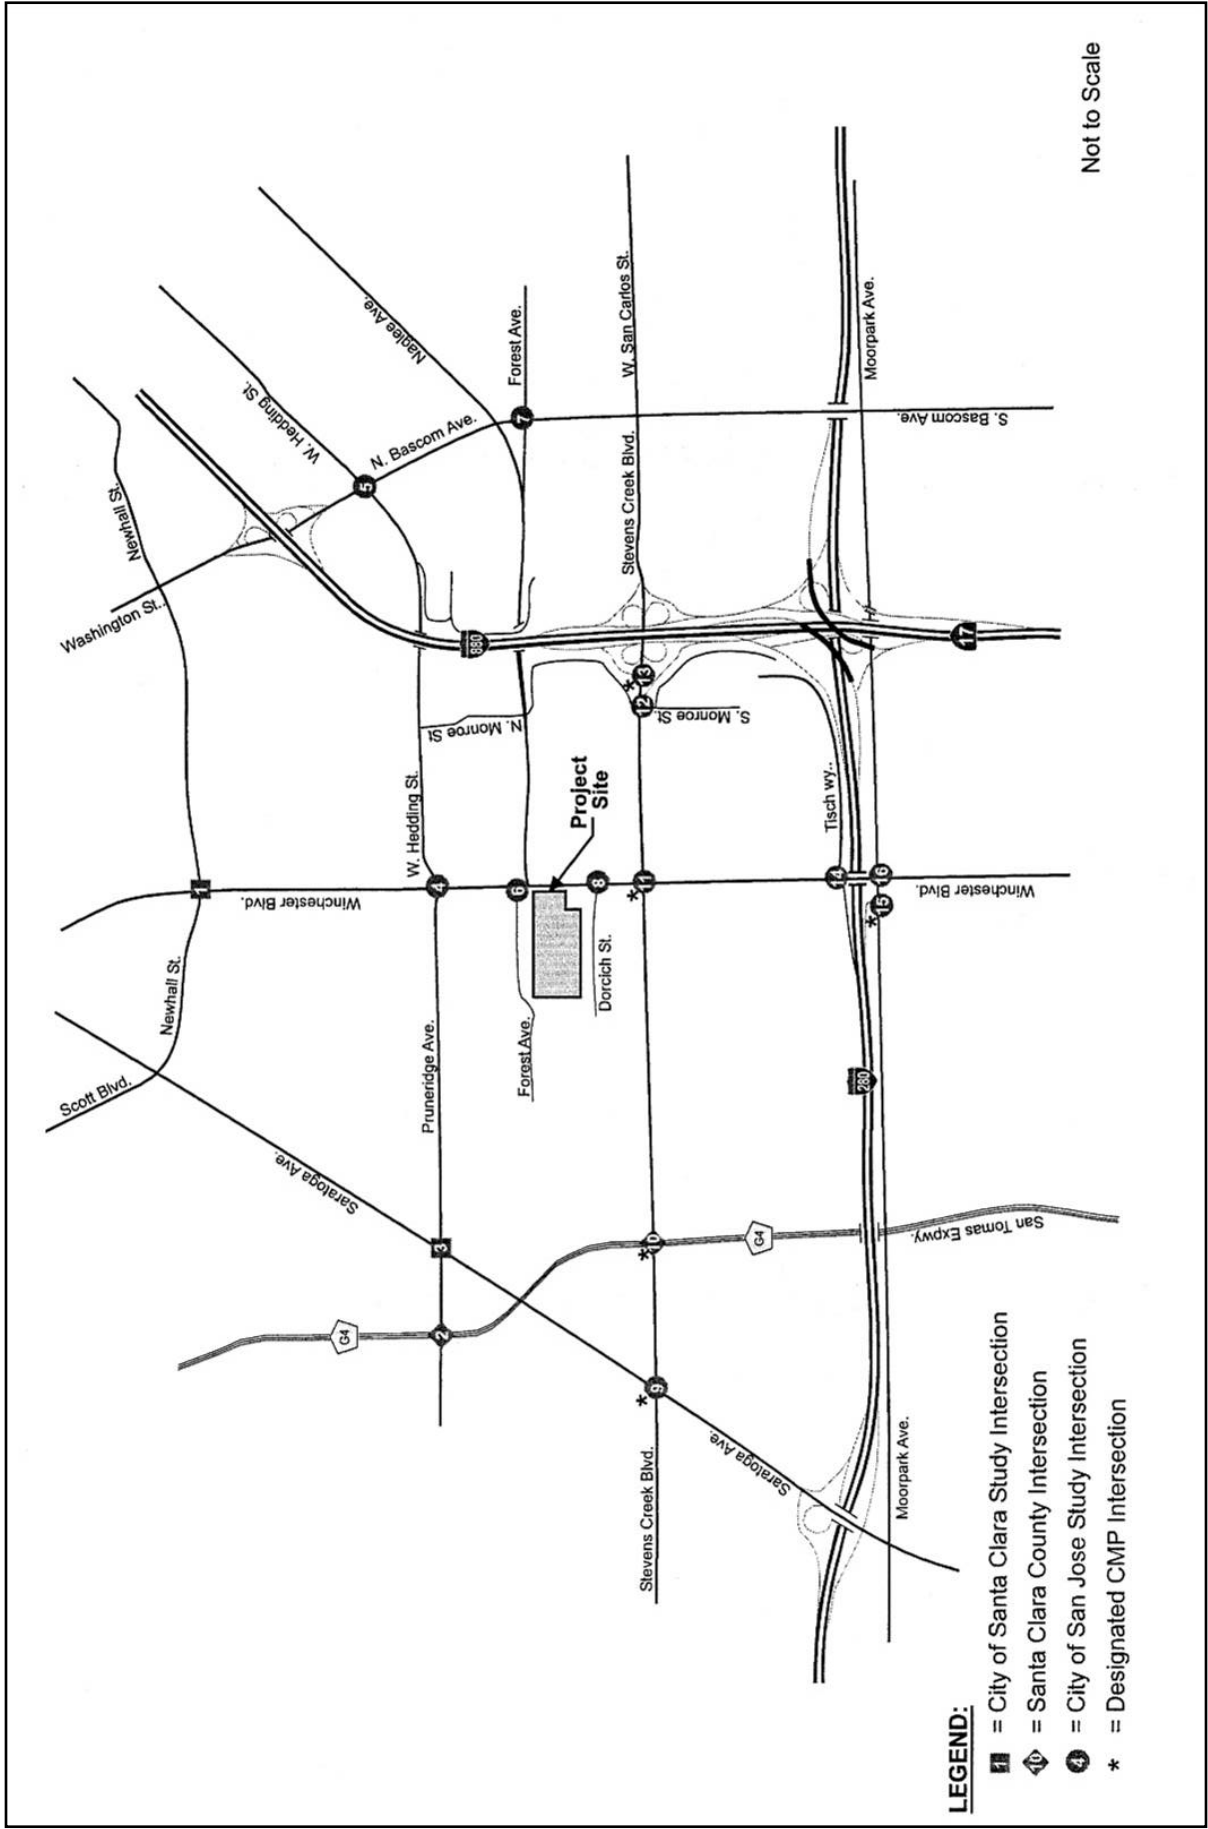 Scott Blvd.
Newhall St.
Washington St..
Newhall St.
W. Hedding St.
Naglee Ave.
N. Bascom Ave.
Saratoga Ave.
1
Winchester Blvd.
5
7
Forest Ave.
G4
2
3
Pruneridge Ave.
4
W. Hedding St.
N. Monroe St
880
Forest Ave.
6
Project
Site
Dorcich St.
8
Stevens Creek Blvd.
*
9
*
10
*
11
12
*
13
S. Monroe St.
Stevens Creek Blvd.
W. San Carlos St.
Saratoga Ave.
G4
San Tomas Expwy.
280
Tisch wy..
14
*
15
16
Winchester Blvd.
17
S. Bascom Ave.
Moorpark Ave.
Moorpark Ave.
Not to Scale
LEGEND:
1 = City of Santa Clara Study Intersection
10 = Santa Clara County Intersection
4 = City of San Jose Study Intersection
* = Designated CMP Intersection